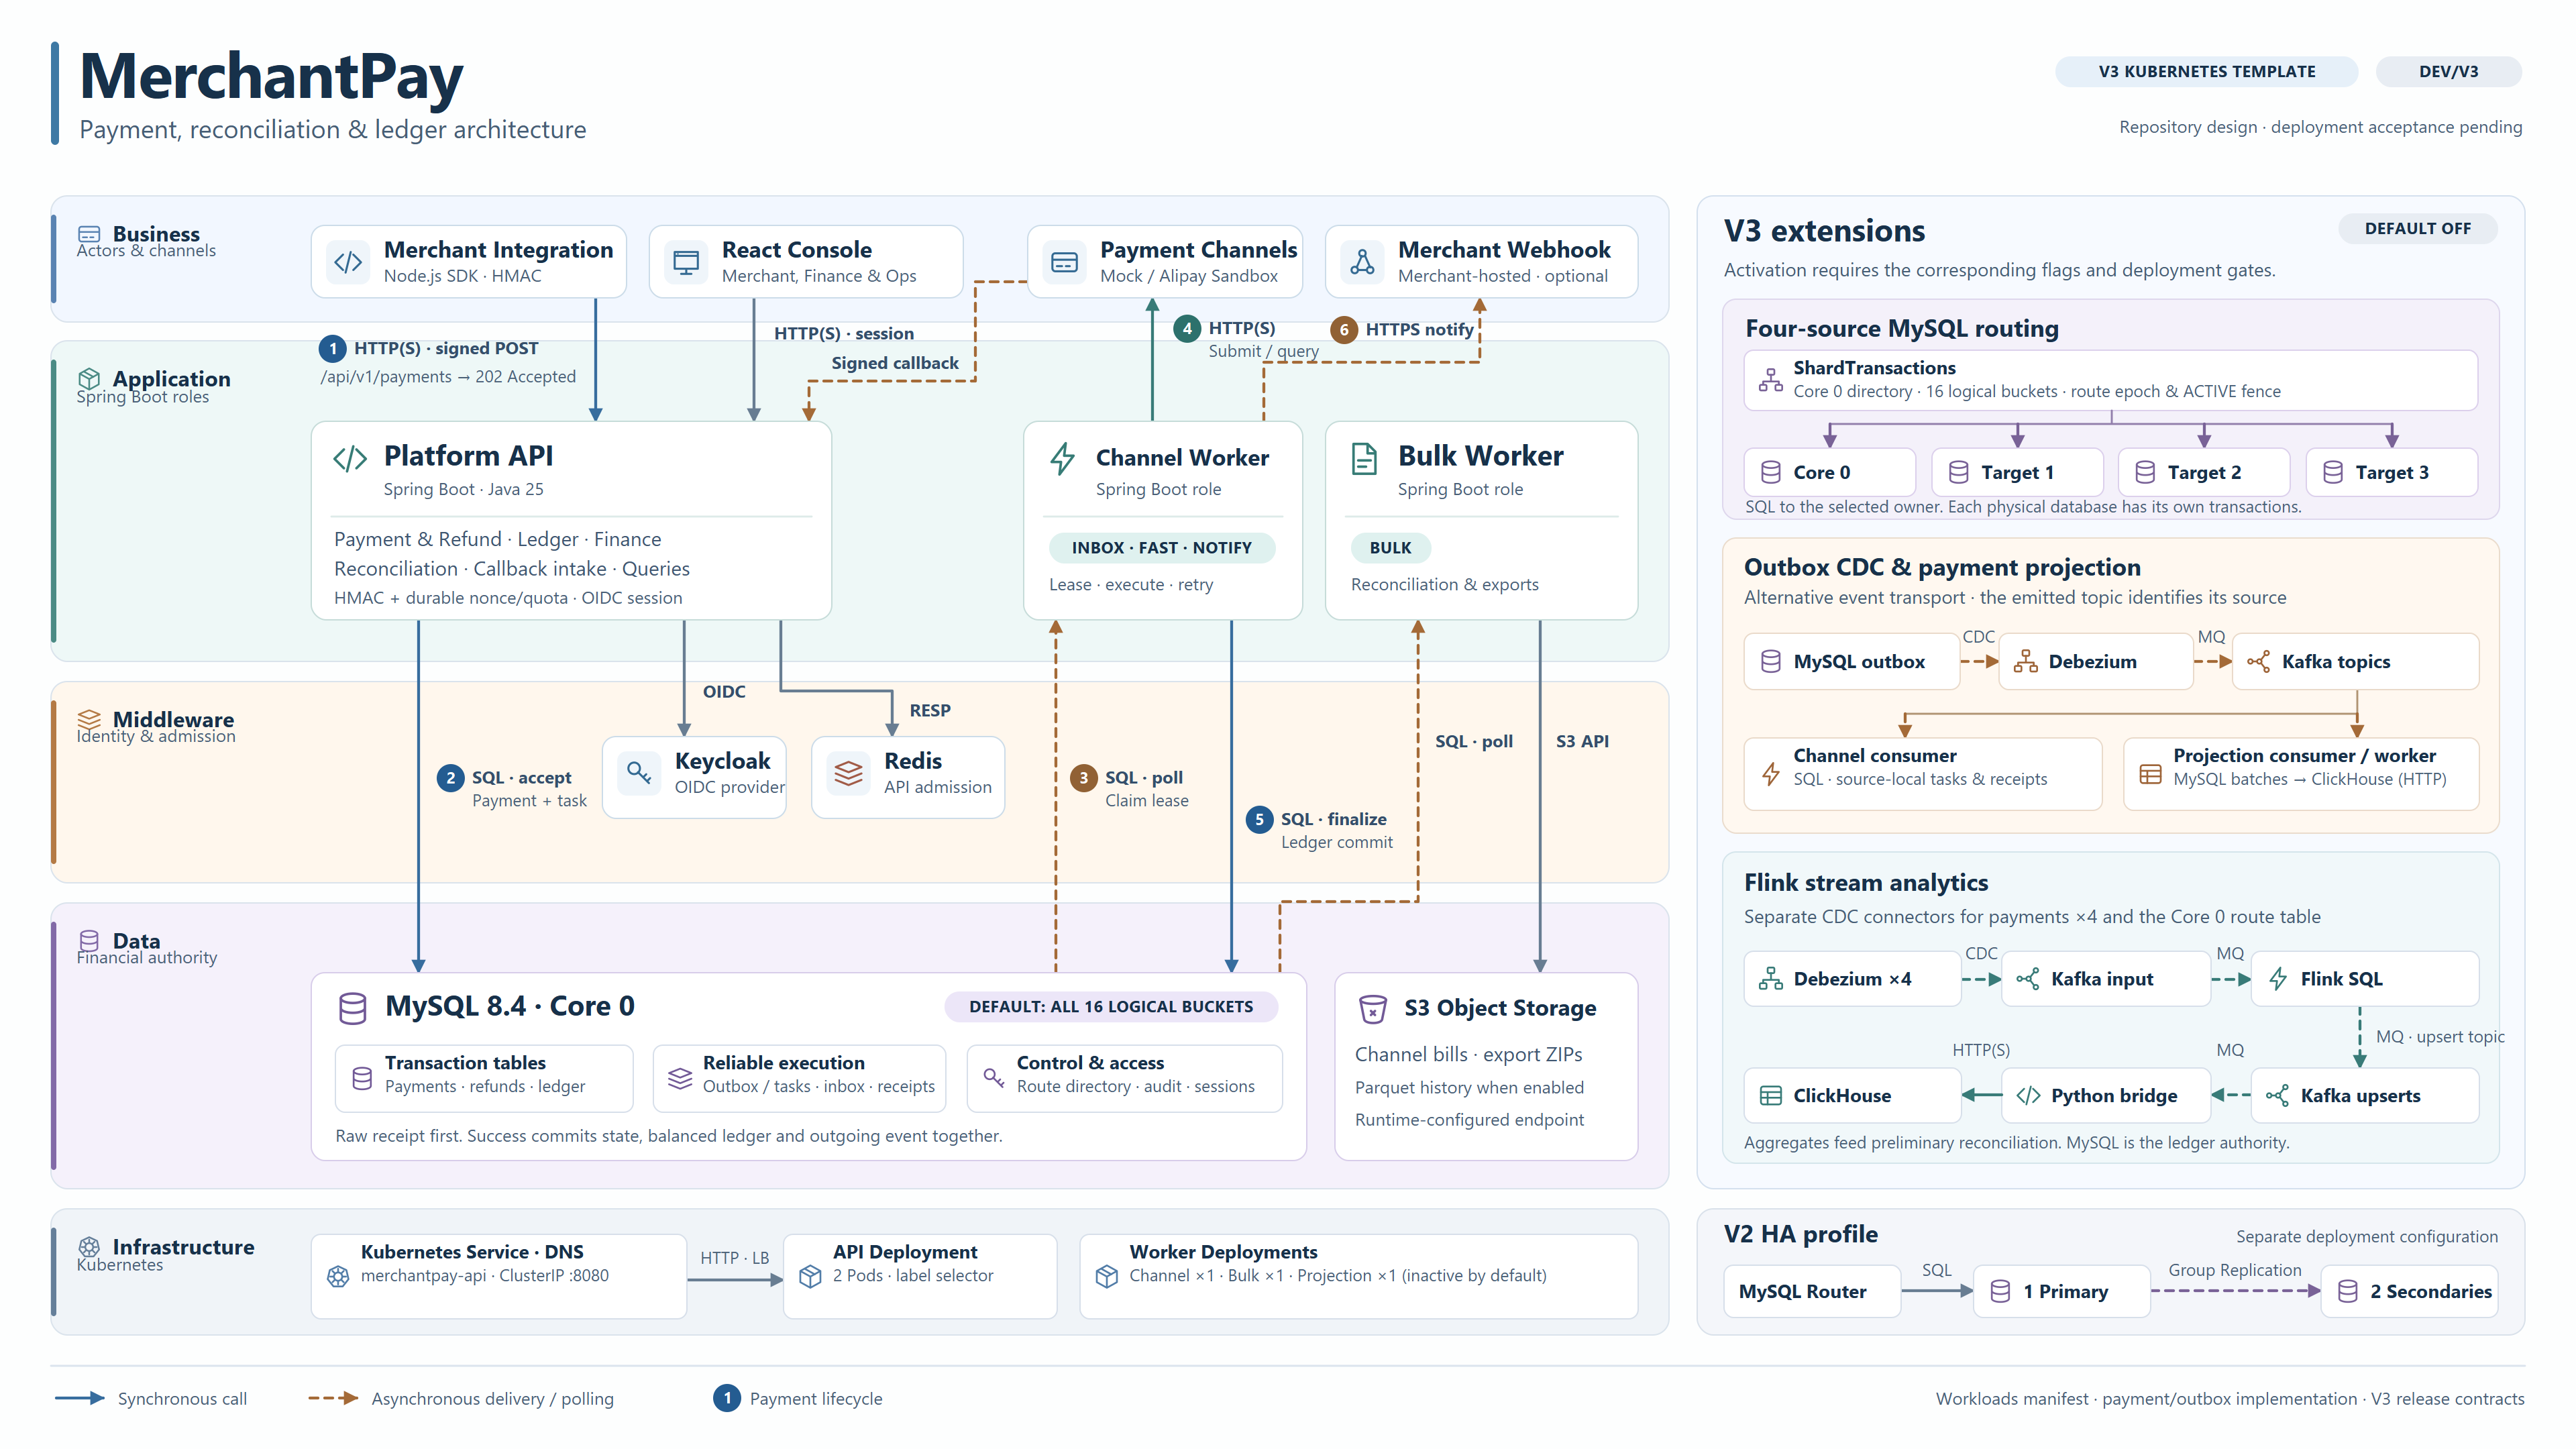 MerchantPay
Payment, reconciliation & ledger architecture
V3 KUBERNETES TEMPLATE
DEV/V3
Repository design · deployment acceptance pending
Business
Actors & channels
Merchant Integration
Node.js SDK · HMAC
React Console
Merchant, Finance & Ops
Payment Channels
Mock / Alipay Sandbox
Merchant Webhook
Merchant-hosted · optional
1 HTTP(S) · signed POST
/api/v1/payments → 202 Accepted
HTTP(S) · session
Signed callback
4 HTTP(S)
Submit / query
6 HTTPS notify
Application
Spring Boot roles
Platform API
Spring Boot · Java 25
Payment & Refund · Ledger · Finance
Reconciliation · Callback intake · Queries
HMAC + durable nonce/quota · OIDC session
Channel Worker
Spring Boot role
INBOX · FAST · NOTIFY
Lease · execute · retry
Bulk Worker
Spring Boot role
BULK
Reconciliation & exports
Middleware
Identity & admission
OIDC
RESP
2 SQL · accept
Payment + task
Keycloak
OIDC provider
Redis
API admission
3 SQL · poll
Claim lease
5 SQL · finalize
Ledger commit
SQL · poll
S3 API
Data
Financial authority
MySQL 8.4 · Core 0
DEFAULT: ALL 16 LOGICAL BUCKETS
Transaction tables
Payments · refunds · ledger
Reliable execution
Outbox / tasks · inbox · receipts
Control & access
Route directory · audit · sessions
Raw receipt first. Success commits state, balanced ledger and outgoing event together.
S3 Object Storage
Channel bills · export ZIPs
Parquet history when enabled
Runtime-configured endpoint
Infrastructure
Kubernetes
Kubernetes Service · DNS
merchantpay-api · ClusterIP :8080
HTTP · LB
API Deployment
2 Pods · label selector
Worker Deployments
Channel ×1 · Bulk ×1 · Projection ×1 (inactive by default)
V3 extensions
DEFAULT OFF
Activation requires the corresponding flags and deployment gates.
Four-source MySQL routing
ShardTransactions
Core 0 directory · 16 logical buckets · route epoch & ACTIVE fence
Core 0
Target 1
Target 2
Target 3
SQL to the selected owner. Each physical database has its own transactions.
Outbox CDC & payment projection
Alternative event transport · the emitted topic identifies its source
MySQL outbox
CDC
Debezium
MQ
Kafka topics
Channel consumer
SQL · source-local tasks & receipts
Projection consumer / worker
MySQL batches → ClickHouse (HTTP)
Flink stream analytics
Separate CDC connectors for payments ×4 and the Core 0 route table
Debezium ×4
CDC
Kafka input
MQ
Flink SQL
MQ · upsert topic
HTTP(S)
MQ
ClickHouse
Python bridge
Kafka upserts
Aggregates feed preliminary reconciliation. MySQL is the ledger authority.
V2 HA profile
Separate deployment configuration
MySQL Router
SQL
1 Primary
Group Replication
2 Secondaries
Synchronous call
Asynchronous delivery / polling
1 Payment lifecycle
Workloads manifest · payment/outbox implementation · V3 release contracts